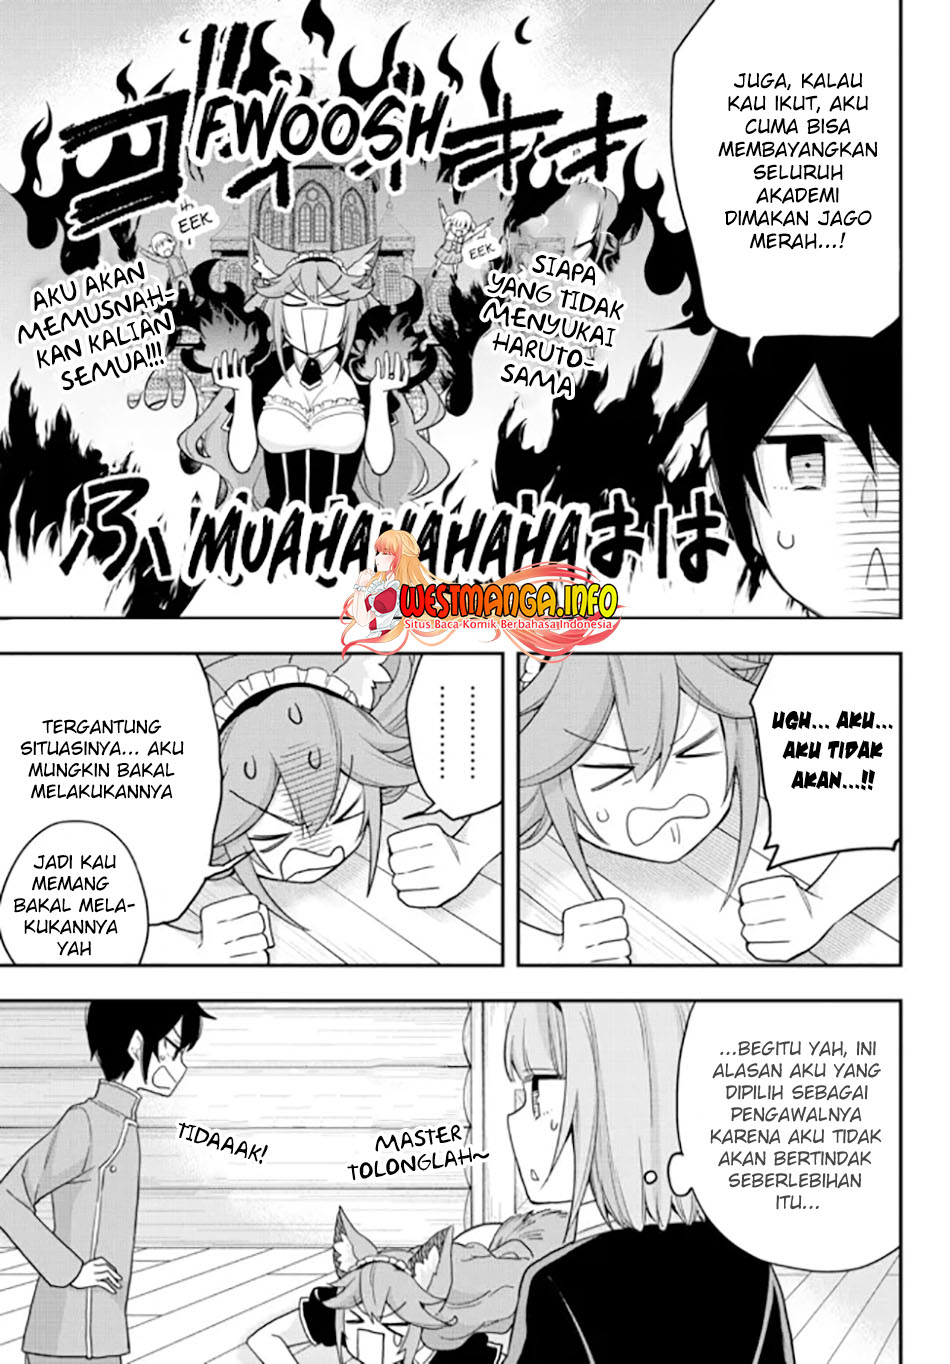 JUGA, KALAU
KAU IKUT, AKU
CUMA BISA
MEMBAYANGKAN
SELURUH
AKADEMI
DIMAKAN JAGO
MERAH...!
FWOOSH
EEK
EEK
SIAPA
YANG TIDAK
MENYUKAI
HARUTO-
SAMA
AKU AKAN
MEMUSNAH-
KAN KALIAN
SEMUA!!!
MUAHAHAHAHAHA
WESTMANGA.INFO
Situs Baca Komik Berbahasa Indonesia
UGH... AKU...
AKU TIDAK
AKAN...!!
TERGANTUNG
SITUASINYA... AKU
MUNGKIN BAKAL
MELAKUKANNYA
JADI KAU
MEMANG
BAKAL MELA-
KUKANNYA
YAH
...BEGITU YAH, INI
ALASAN AKU YANG
DIPILIH SEBAGAI
PENGAWALNYA
KARENA AKU TIDAK
AKAN BERTINDAK
SEBERLEBIHAN
ITU...
MASTER
TOLONGLAH~
TIDAAAK!